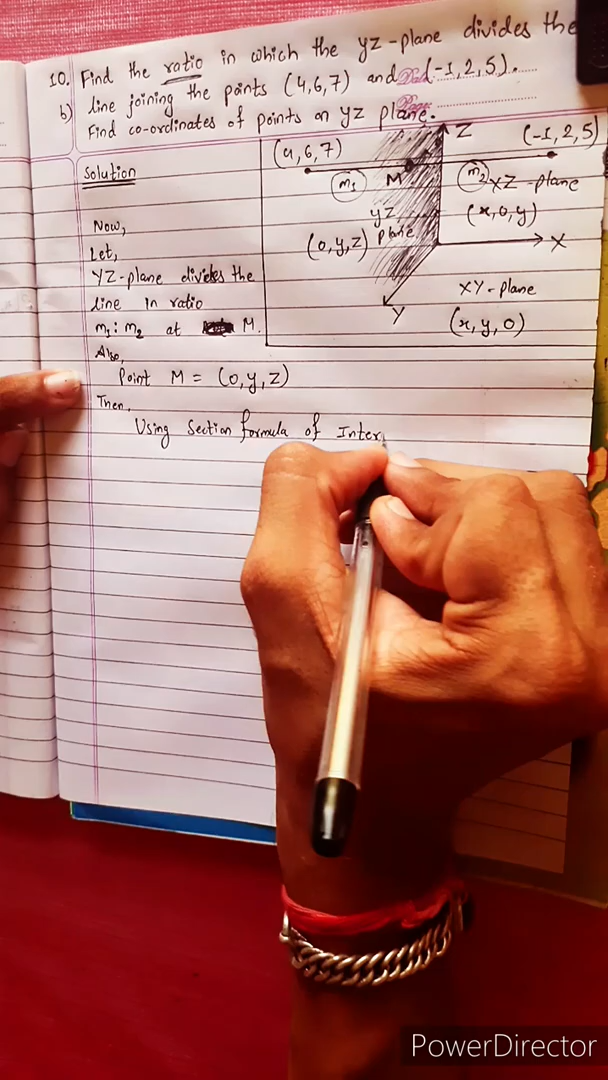 10. Find the ratio in which the yz-plane divides the
b) line joining the points (4,6,7) and (-1,2,5).
Find co-ordinates of points on yz plane.
Solution
(4,6,7)
Z
(-1,2,5)
m₁
M
m₂
XZ-plane
(x,0,y)
yz
plane
(0,y,z)
X
Y
XY-plane
(x,y,0)
Now,
Let,
YZ-plane divides the
line in ratio
m₁:m₂ at M.
Also,
Point M = (0,y,z)
Then,
Using Section formula of Inter
PowerDirector